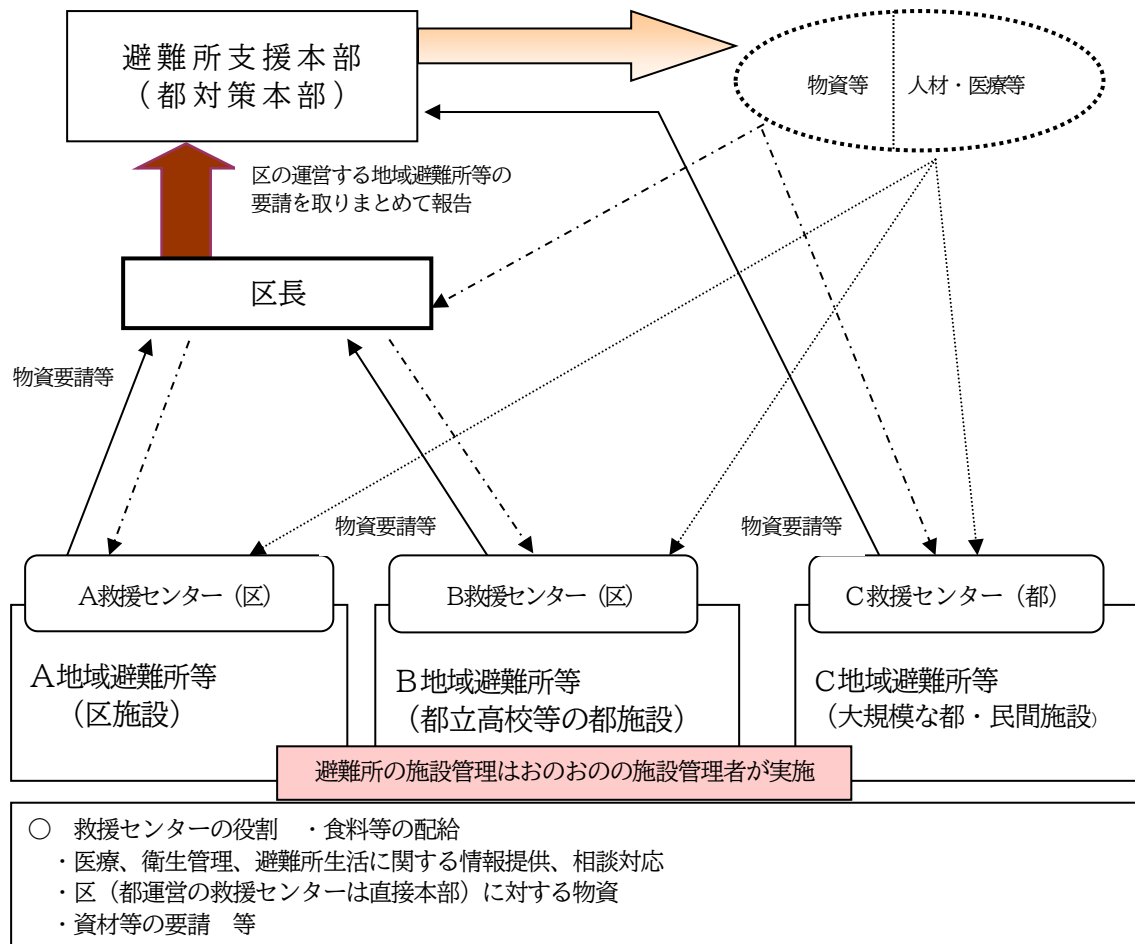 避難所支援本部
（都対策本部）
物資等
人材・医療等
区の運営する地域避難所等の
要請を取りまとめて報告
区長
物資要請等
物資要請等
物資要請等
Ａ救援センター（区）
Ｂ救援センター（区）
Ｃ救援センター（都）
Ａ地域避難所等
（区施設）
Ｂ地域避難所等
（都立高校等の都施設）
Ｃ地域避難所等
（大規模な都・民間施設）
避難所の施設管理はおのおのの施設管理者が実施
○　救援センターの役割　・食料等の配給
・医療、衛生管理、避難所生活に関する情報提供、相談対応
・区（都運営の救援センターは直接本部）に対する物資
・資材等の要請　等